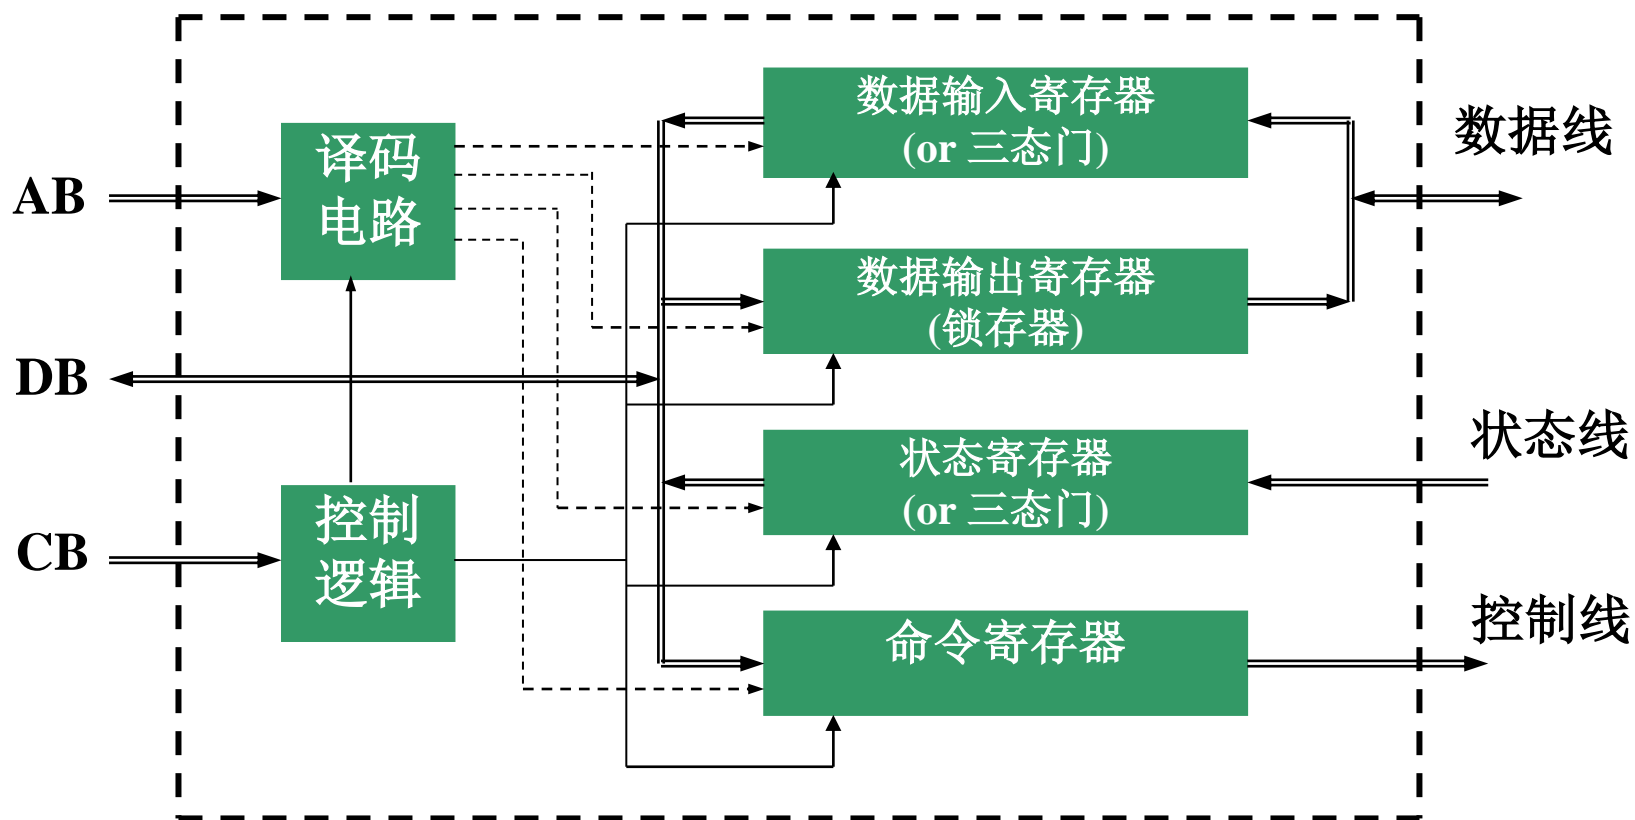 AB
DB
CB
译码
电路
控制
逻辑
数据输入寄存器
(or 三态门)
数据输出寄存器
(锁存器)
状态寄存器
(or 三态门)
命令寄存器
数据线
状态线
控制线